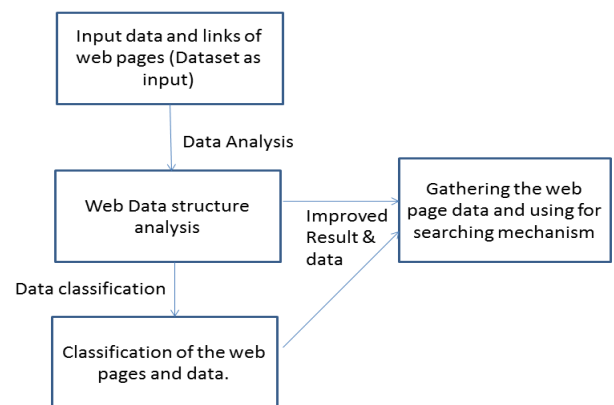 Input data and links of
web pages (Dataset as
input)
Data Analysis
Web Data structure
analysis
Improved
Result &
data
Gathering the web
page data and using for
searching mechanism
Data classification
Classification of the web
pages and data.